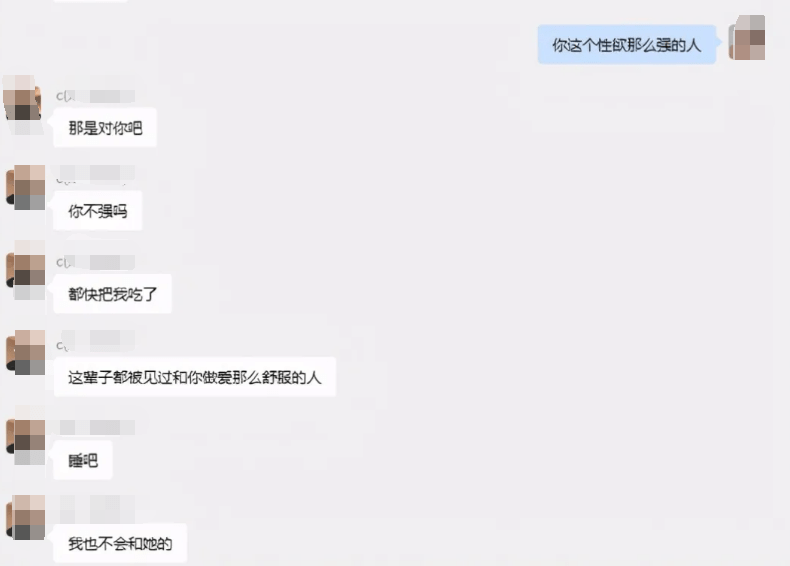 你这个性欲那么强的人
那是对你吧
你不强吗
都快把我吃了
这辈子都被见过和你做爱那么舒服的人
睡吧
我也不会和她的